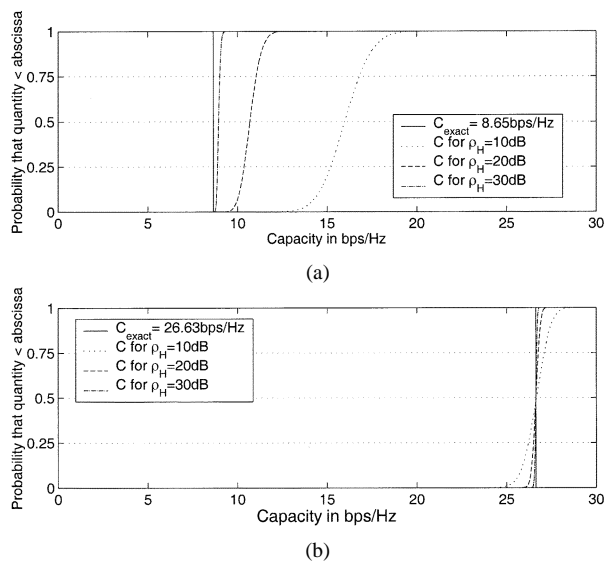 Probability that quantity < abscissa
1
0.75
0.5
0.25
0
C_exact= 8.65bps/Hz
C for ρ_H=10dB
C for ρ_H=20dB
C for ρ_H=30dB
0 5 10 15 20 25 30
Capacity in bps/Hz
(a)
Probability that quantity < abscissa
1
0.75
0.5
0.25
0
C_exact= 26.63bps/Hz
C for ρ_H=10dB
C for ρ_H=20dB
C for ρ_H=30dB
0 5 10 15 20 25 30
Capacity in bps/Hz
(b)